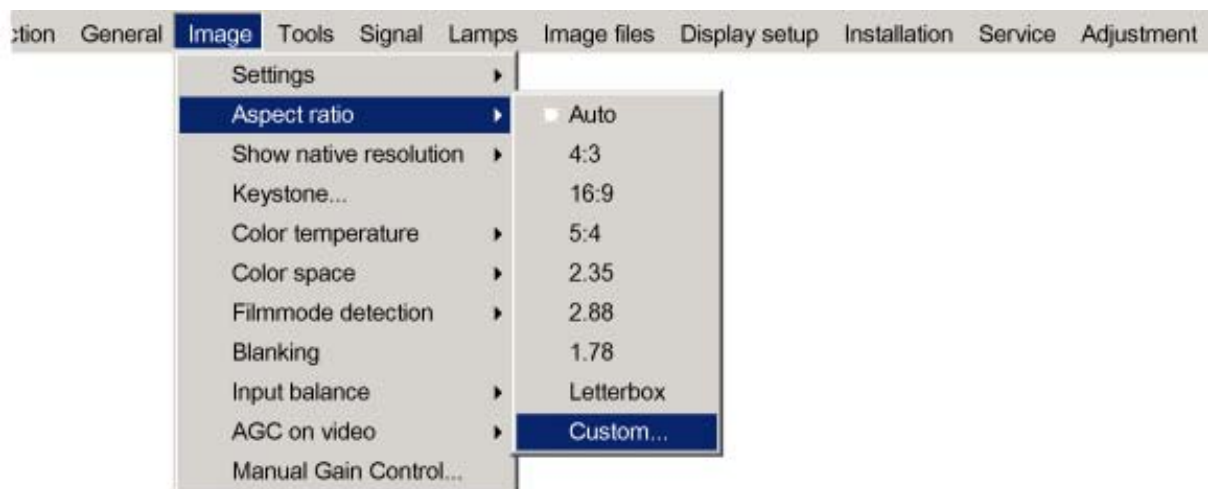 ction General Image Tools Signal Lamps Image files Display setup Installation Service Adjustment
Settings
Aspect ratio
Show native resolution
Keystone...
Color temperature
Color space
Filmmode detection
Blanking
Input balance
AGC on video
Manual Gain Control...
Auto
4:3
16:9
5:4
2.35
2.88
1.78
Letterbox
Custom...